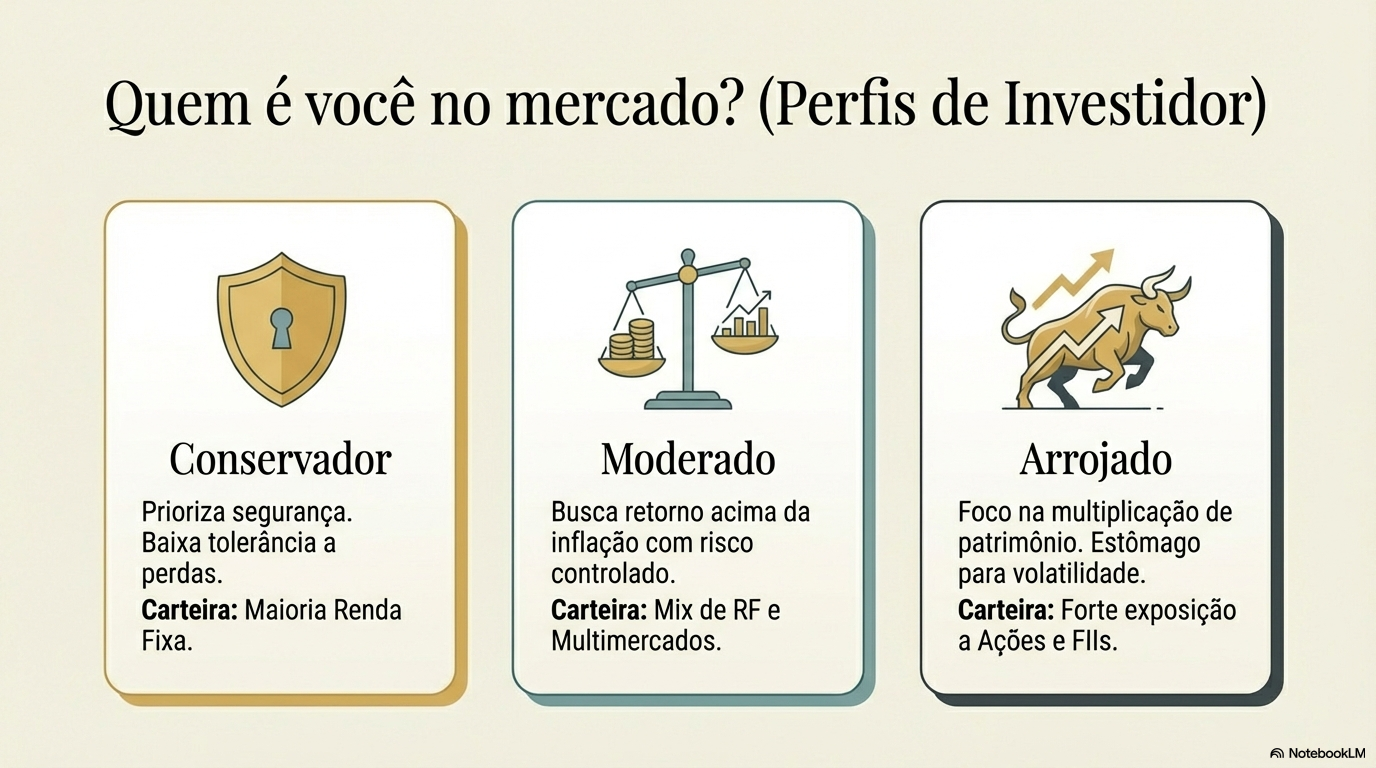 Quem é você no mercado? (Perfis de Investidor)
Conservador
Prioriza segurança.
Baixa tolerância a
perdas.
Carteira: Maioria Renda
Fixa.
Moderado
Busca retorno acima da
inflação com risco
controlado.
Carteira: Mix de RF e
Multimercados.
Arrojado
Foco na multiplicação de
patrimônio. Estômago
para volatilidade.
Carteira: Forte exposição
a Ações e FIIs.
NotebookLM